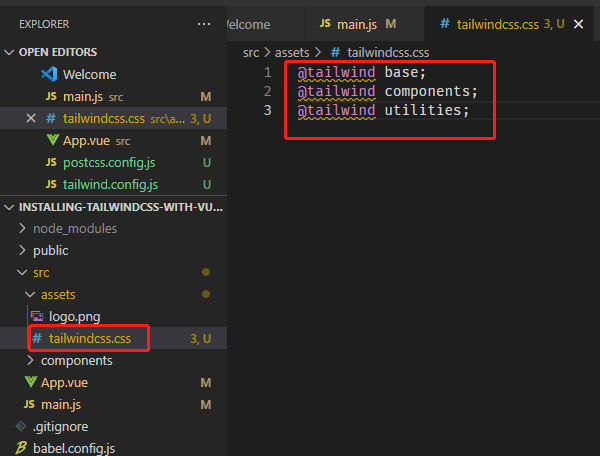 EXPLORER ...
Welcome
JS main.js M
# tailwindcss.css 3, U
OPEN EDITORS
Welcome
JS main.js src M
# tailwindcss.css src\a... 3, U
App.vue src M
JS postcss.config.js U
JS tailwind.config.js U
INSTALLING-TAILWINDCSS-WITH-VU...
node_modules
public
src
assets
logo.png
# tailwindcss.css 3, U
components
App.vue M
JS main.js M
.gitignore
babel.config.js
src > assets > # tailwindcss.css
1 @tailwind base;
2 @tailwind components;
3 @tailwind utilities;